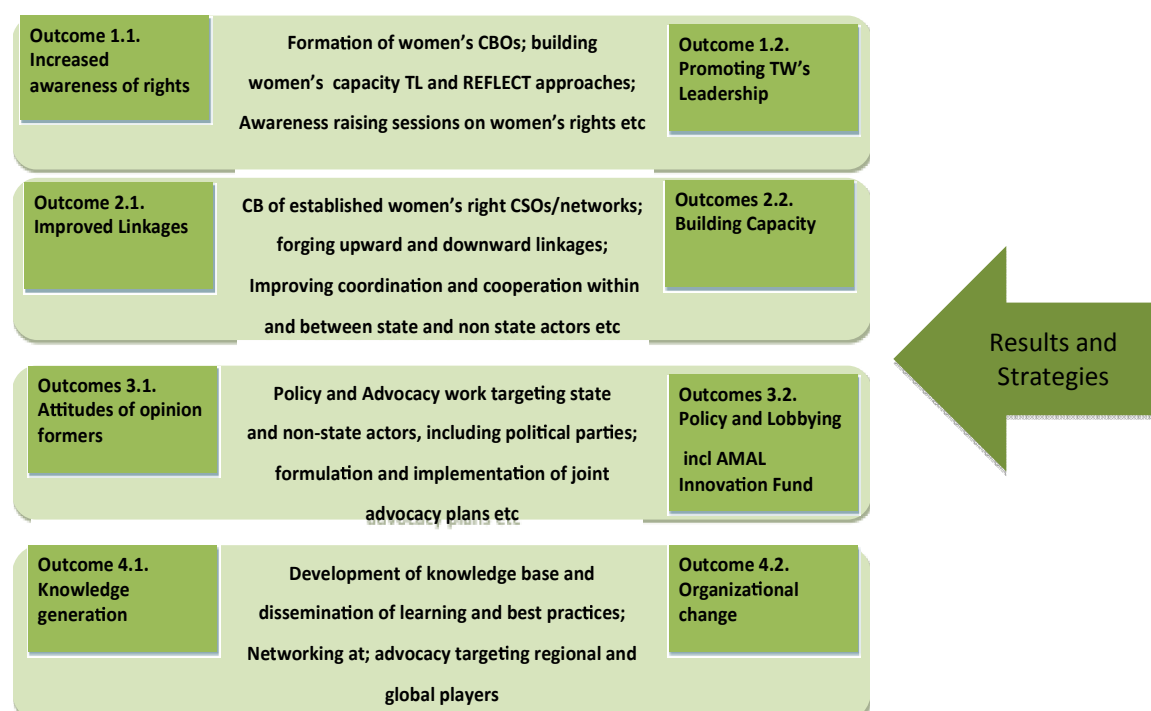 Outcome 1.1.
Increased
awareness of rights
Formation of women's CBOs; building
women's capacity TL and REFLECT approaches;
Awareness raising sessions on women's rights etc
Outcome 1.2.
Promoting TW's
Leadership
Outcome 2.1.
Improved Linkages
CB of established women's right CSOs/networks;
forging upward and downward linkages;
Improving coordination and cooperation within
and between state and non state actors etc
Outcomes 2.2.
Building Capacity
Outcomes 3.1.
Attitudes of opinion
formers
Policy and Advocacy work targeting state
and non-state actors, including political parties;
formulation and implementation of joint
advocacy plans etc
Outcomes 3.2.
Policy and Lobbying
incl AMAL
Innovation Fund
Outcome 4.1.
Knowledge
generation
Development of knowledge base and
dissemination of learning and best practices;
Networking at; advocacy targeting regional and
global players
Outcome 4.2.
Organizational
change
Results and
Strategies